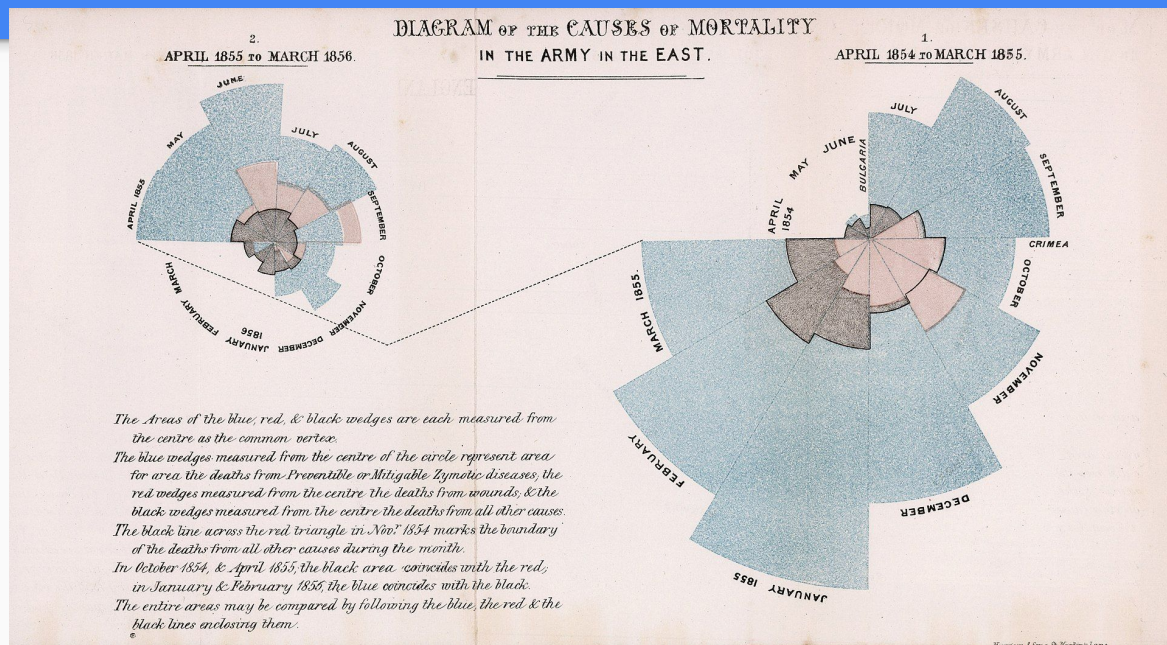 DIAGRAM OF THE CAUSES OF MORTALITY
IN THE ARMY IN THE EAST.
2.
APRIL 1855 TO MARCH 1856.
1.
APRIL 1854 TO MARCH 1855.
APRIL 1855
MAY
JUNE
JULY
AUGUST
SEPTEMBER
OCTOBER
NOVEMBER
DECEMBER
JANUARY 1856
FEBRUARY
MARCH
APRIL 1854
MAY
JUNE
BULGARIA
JULY
AUGUST
SEPTEMBER
CRIMEA
OCTOBER
NOVEMBER
DECEMBER
JANUARY 1855
FEBRUARY
MARCH 1855.
The Areas of the blue, red, & black wedges are each measured from
the centre as the common vertex.
The blue wedges measured from the centre of the circle represent area
for area the deaths from Preventible or Mitigable Zymotic diseases; the
red wedges measured from the centre the deaths from wounds; & the
black wedges measured from the centre the deaths from all other causes.
The black line across the red triangle in Novr. 1854 marks the boundary
of the deaths from all other causes during the month.
In October 1854, & April 1855, the black area coincides with the red;
in January & February 1856, the blue coincides with the black.
The entire areas may be compared by following the blue, the red & the
black lines enclosing them.